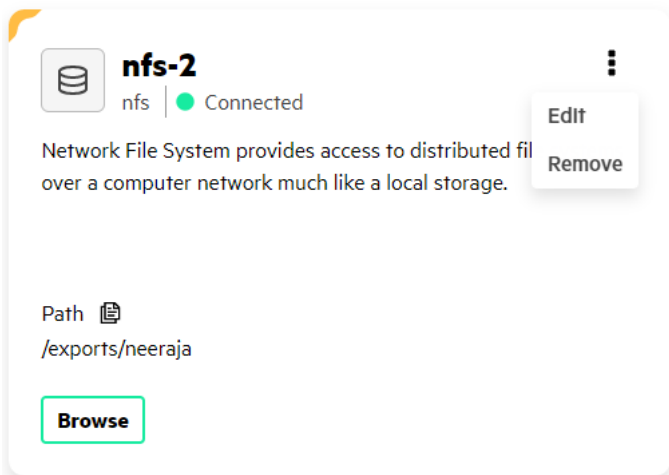 nfs-2
nfs Connected
Edit
Remove
Network File System provides access to distributed
over a computer network much like a local storage.
Path
/exports/neeraja
Browse